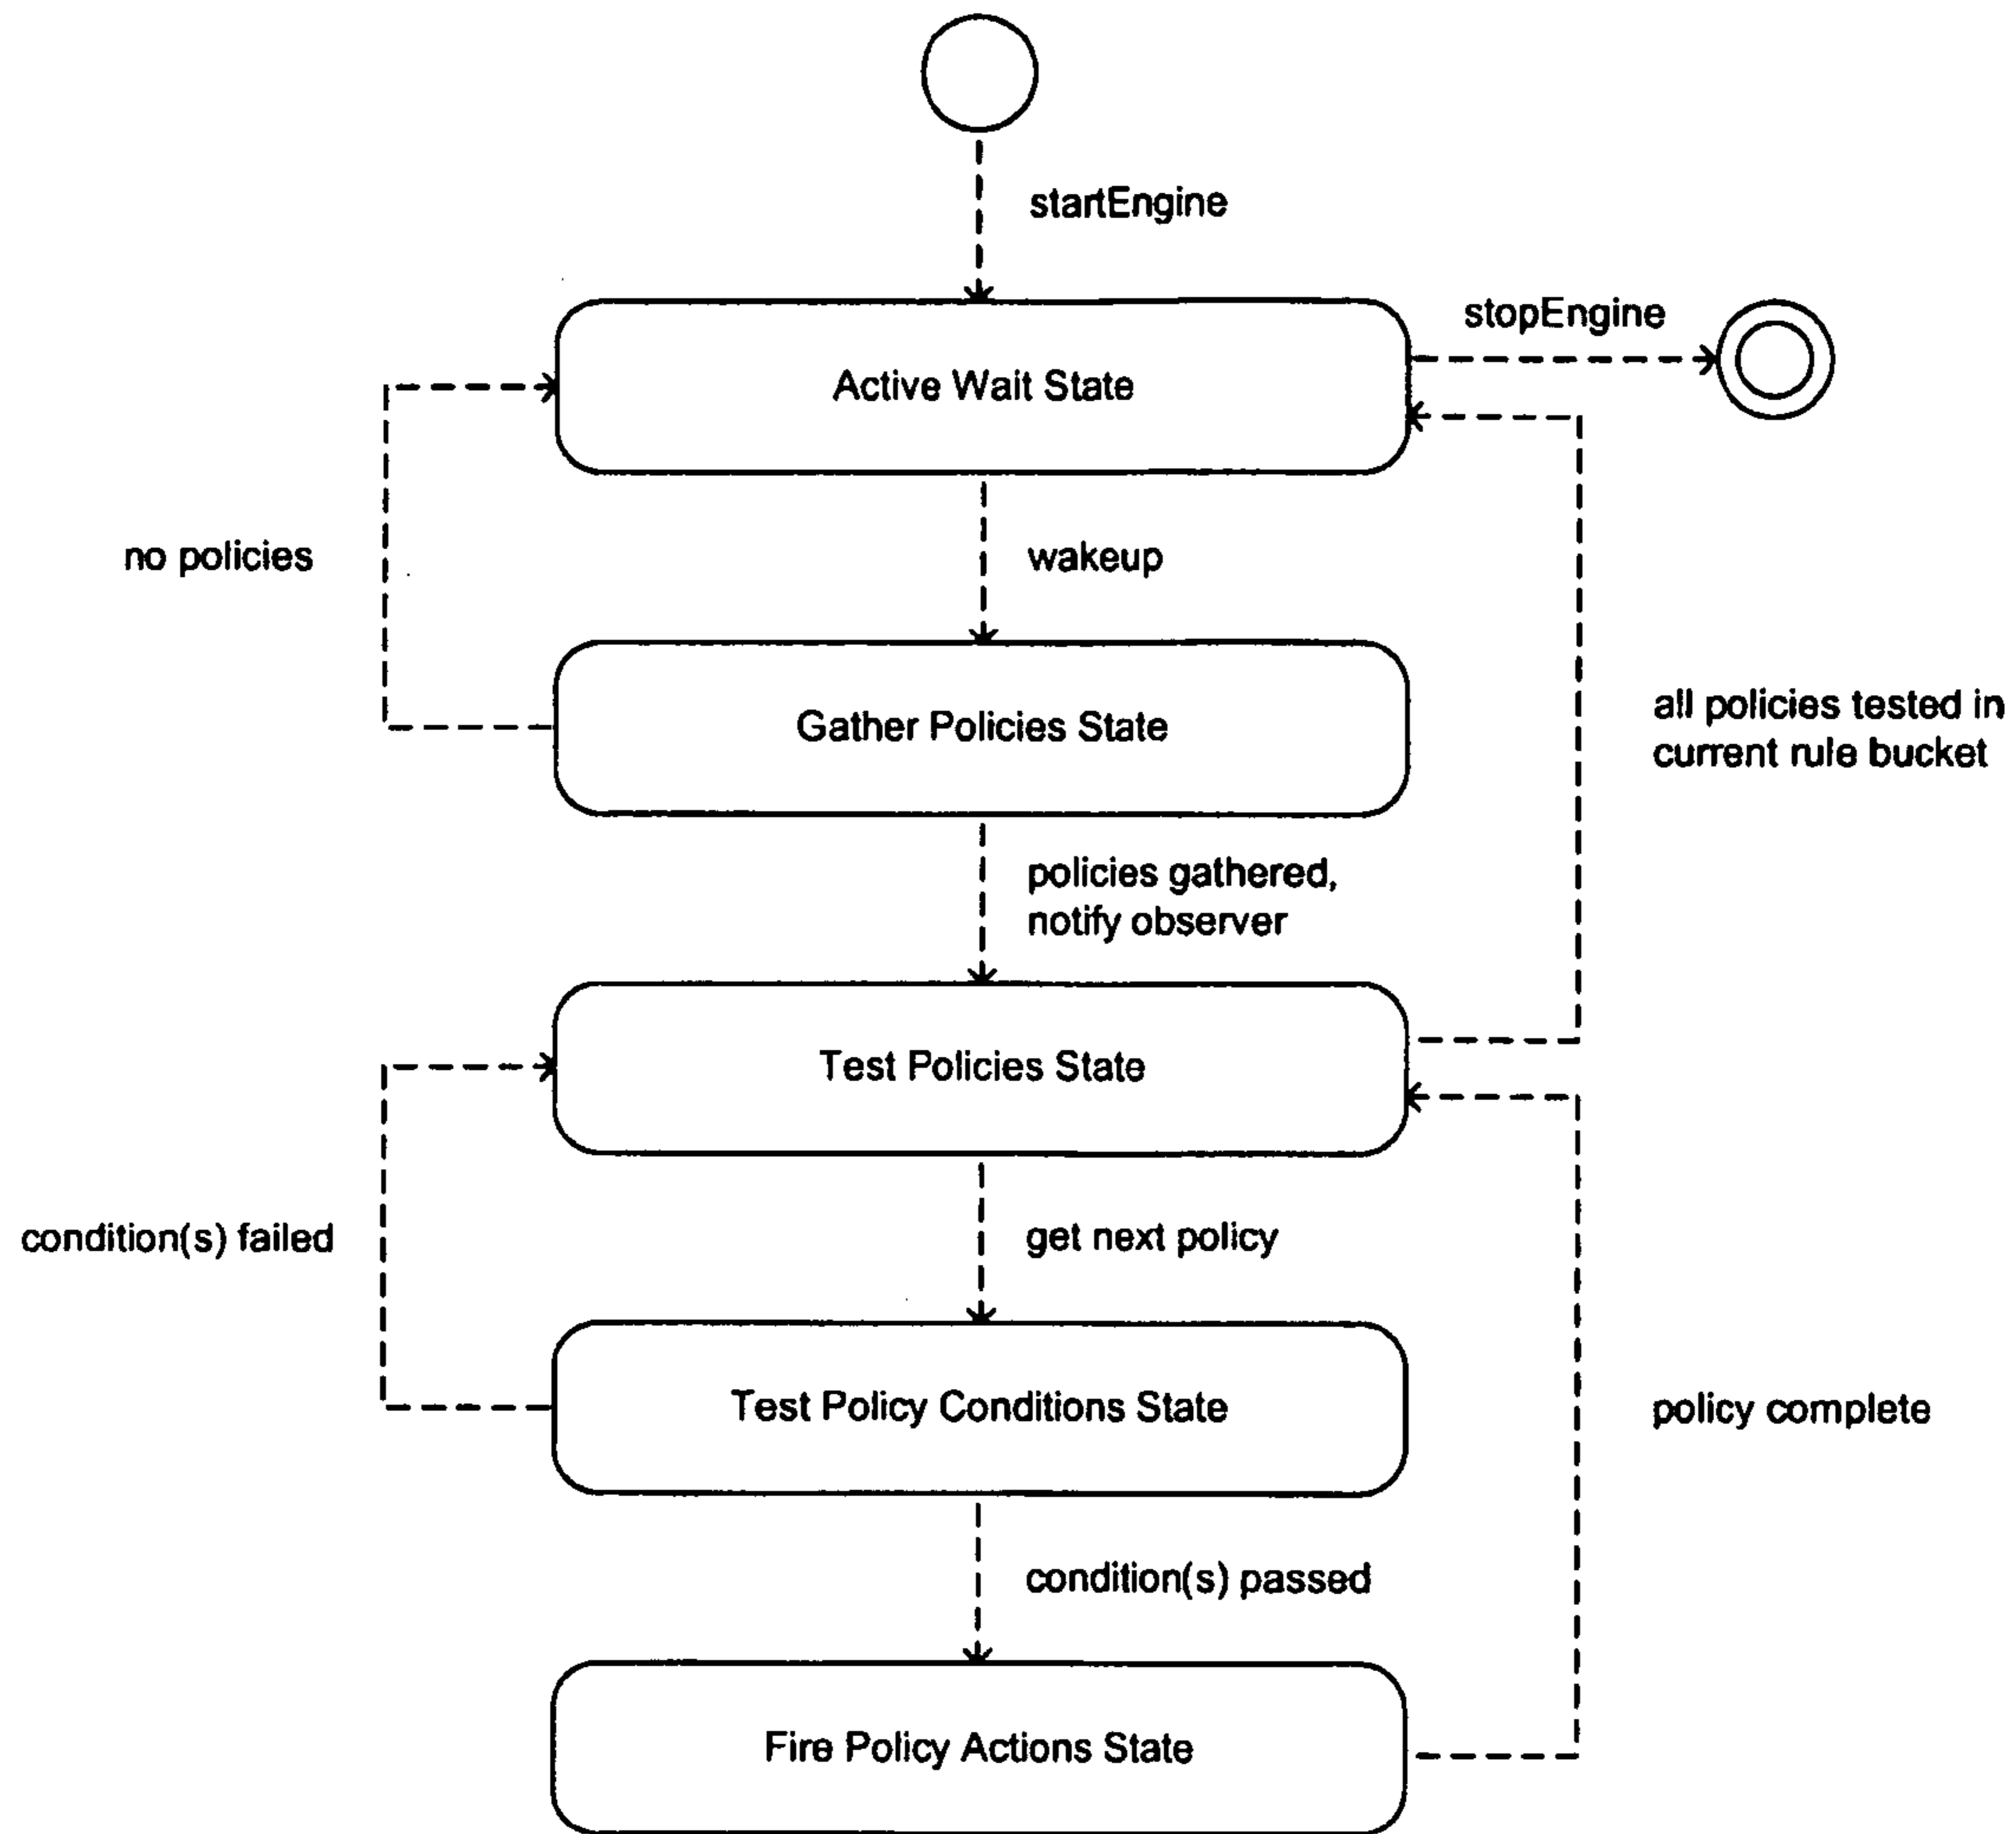 startEngine
stopEngine
Active Wait State
no policies
wakeup
all policies tested in
current rule bucket
Gather Policies State
policies gathered,
notify observer
Test Policies State
condition(s) failed
get next policy
Test Policy Conditions State
policy complete
condition(s) passed
Fire Policy Actions State